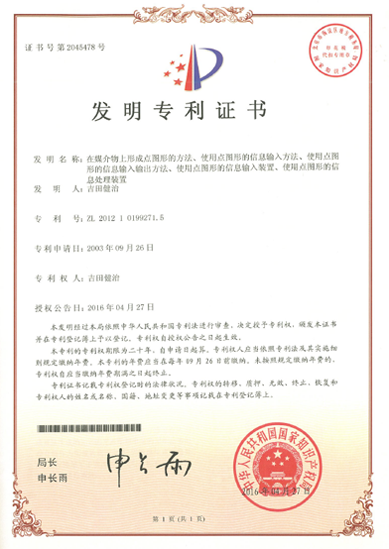 证书号第2045478号
发明专利证书
发 明 名 称：在媒介物上形成点图形的方法、使用点图形的信息输入方法、使用点图
形的信息输入输出方法、使用点图形的信息输入装置、使用点图形的信
息处理装置
发 明 人：吉田健治
专 利 号：ZL 2012 1 0199271.5
专利申请日：2003年09月26日
专 利 权 人：吉田健治
授权公告日：2016年04月27日
本发明经过本局依照中华人民共和国专利法进行审查，决定授予专利权，颁发本证书
并在专利登记簿上予以登记。专利权自授权公告之日起生效。
本专利的专利权期限为二十年，自申请日起算。专利权人应当依照专利法及其实施细
则规定缴纳年费。本专利的年费应当在每年09月26日前缴纳。未按照规定缴纳年费的，
专利权自应当缴纳年费期满之日起终止。
专利证书记载专利权登记时的法律状况。专利权的转移、质押、无效、终止、恢复和
专利权人的姓名或名称、国籍、地址变更等事项记载在专利登记簿上。
局长
申长雨
申长雨
中华人民共和国国家知识产权局
2016年04月27日
第 1 页 (共 1 页)